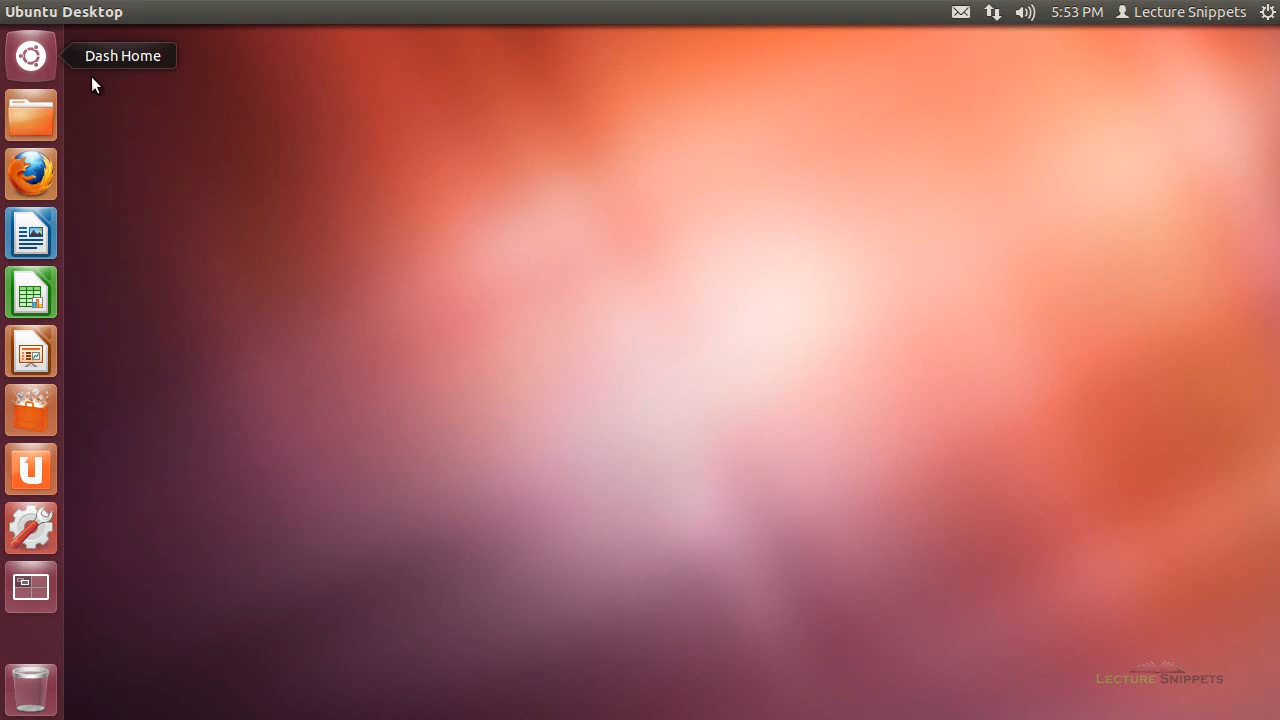 Ubuntu Desktop
5:53 PM
Lecture Snippets
Dash Home
LECTURE SNIPPETS